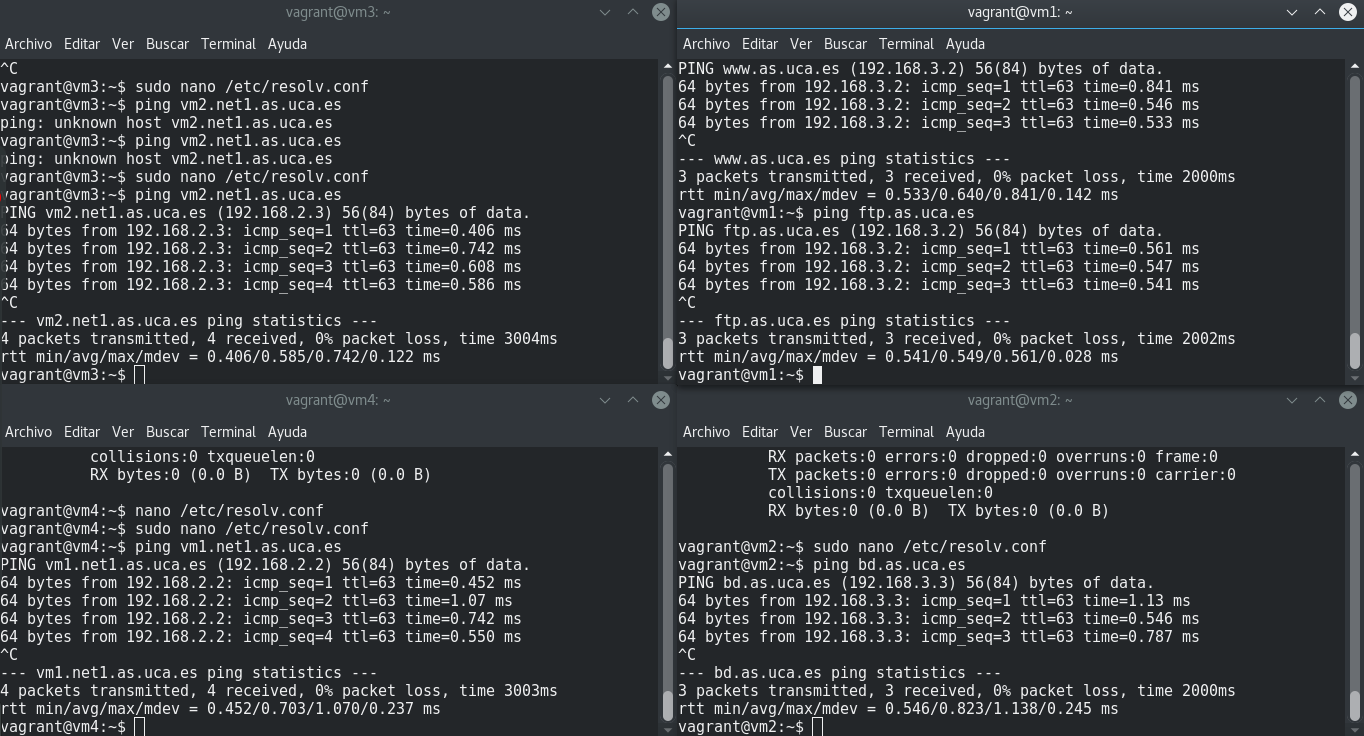 vagrant@vm3: ~
Archivo Editar Ver Buscar Terminal Ayuda
^C
vagrant@vm3:~$ sudo nano /etc/resolv.conf
vagrant@vm3:~$ ping vm2.net1.as.uca.es
ping: unknown host vm2.net1.as.uca.es
vagrant@vm3:~$ ping vm2.net1.as.uca.es
ping: unknown host vm2.net1.as.uca.es
vagrant@vm3:~$ sudo nano /etc/resolv.conf
vagrant@vm3:~$ ping vm2.net1.as.uca.es
PING vm2.net1.as.uca.es (192.168.2.3) 56(84) bytes of data.
64 bytes from 192.168.2.3: icmp_seq=1 ttl=63 time=0.406 ms
64 bytes from 192.168.2.3: icmp_seq=2 ttl=63 time=0.742 ms
64 bytes from 192.168.2.3: icmp_seq=3 ttl=63 time=0.608 ms
64 bytes from 192.168.2.3: icmp_seq=4 ttl=63 time=0.586 ms
^C
--- vm2.net1.as.uca.es ping statistics ---
4 packets transmitted, 4 received, 0% packet loss, time 3004ms
rtt min/avg/max/mdev = 0.406/0.585/0.742/0.122 ms
vagrant@vm3:~$
vagrant@vm1: ~
Archivo Editar Ver Buscar Terminal Ayuda
PING www.as.uca.es (192.168.3.2) 56(84) bytes of data.
64 bytes from 192.168.3.2: icmp_seq=1 ttl=63 time=0.841 ms
64 bytes from 192.168.3.2: icmp_seq=2 ttl=63 time=0.546 ms
64 bytes from 192.168.3.2: icmp_seq=3 ttl=63 time=0.533 ms
^C
--- www.as.uca.es ping statistics ---
3 packets transmitted, 3 received, 0% packet loss, time 2000ms
rtt min/avg/max/mdev = 0.533/0.640/0.841/0.142 ms
vagrant@vm1:~$ ping ftp.as.uca.es
PING ftp.as.uca.es (192.168.3.2) 56(84) bytes of data.
64 bytes from 192.168.3.2: icmp_seq=1 ttl=63 time=0.561 ms
64 bytes from 192.168.3.2: icmp_seq=2 ttl=63 time=0.547 ms
64 bytes from 192.168.3.2: icmp_seq=3 ttl=63 time=0.541 ms
^C
--- ftp.as.uca.es ping statistics ---
3 packets transmitted, 3 received, 0% packet loss, time 2002ms
rtt min/avg/max/mdev = 0.541/0.549/0.561/0.028 ms
vagrant@vm1:~$
vagrant@vm4: ~
Archivo Editar Ver Buscar Terminal Ayuda
collisions:0 txqueuelen:0
RX bytes:0 (0.0 B)  TX bytes:0 (0.0 B)
vagrant@vm4:~$ nano /etc/resolv.conf
vagrant@vm4:~$ sudo nano /etc/resolv.conf
vagrant@vm4:~$ ping vm1.net1.as.uca.es
PING vm1.net1.as.uca.es (192.168.2.2) 56(84) bytes of data.
64 bytes from 192.168.2.2: icmp_seq=1 ttl=63 time=0.452 ms
64 bytes from 192.168.2.2: icmp_seq=2 ttl=63 time=1.07 ms
64 bytes from 192.168.2.2: icmp_seq=3 ttl=63 time=0.742 ms
64 bytes from 192.168.2.2: icmp_seq=4 ttl=63 time=0.550 ms
^C
--- vm1.net1.as.uca.es ping statistics ---
4 packets transmitted, 4 received, 0% packet loss, time 3003ms
rtt min/avg/max/mdev = 0.452/0.703/1.070/0.237 ms
vagrant@vm4:~$
vagrant@vm2: ~
Archivo Editar Ver Buscar Terminal Ayuda
RX packets:0 errors:0 dropped:0 overruns:0 frame:0
TX packets:0 errors:0 dropped:0 overruns:0 carrier:0
collisions:0 txqueuelen:0
RX bytes:0 (0.0 B)  TX bytes:0 (0.0 B)
vagrant@vm2:~$ sudo nano /etc/resolv.conf
vagrant@vm2:~$ ping bd.as.uca.es
PING bd.as.uca.es (192.168.3.3) 56(84) bytes of data.
64 bytes from 192.168.3.3: icmp_seq=1 ttl=63 time=1.13 ms
64 bytes from 192.168.3.3: icmp_seq=2 ttl=63 time=0.546 ms
64 bytes from 192.168.3.3: icmp_seq=3 ttl=63 time=0.787 ms
^C
--- bd.as.uca.es ping statistics ---
3 packets transmitted, 3 received, 0% packet loss, time 2000ms
rtt min/avg/max/mdev = 0.546/0.823/1.138/0.245 ms
vagrant@vm2:~$